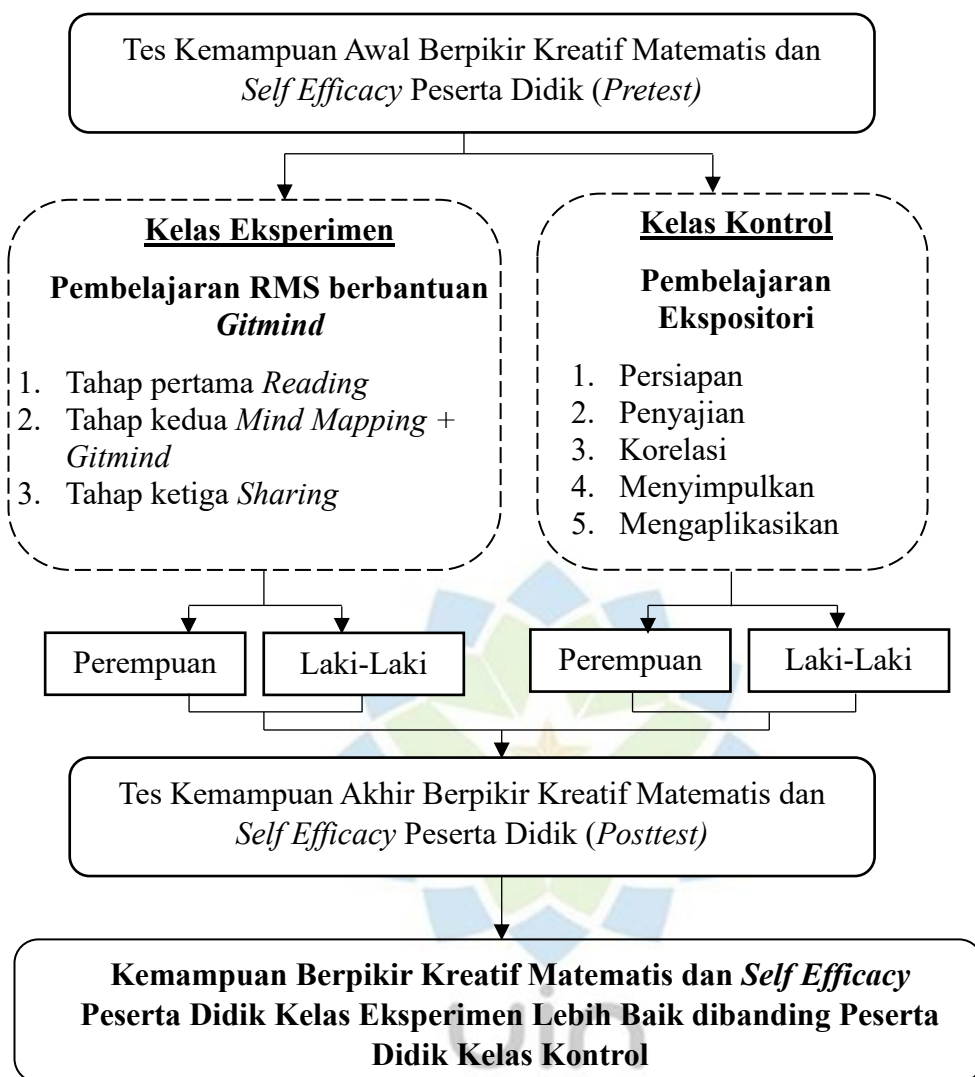 Tes Kemampuan Awal Berpikir Kreatif Matematis dan
Self Efficacy Peserta Didik (Pretest)
Kelas Eksperimen
Pembelajaran RMS berbantuan
Gitmind
1. Tahap pertama Reading
2. Tahap kedua Mind Mapping +
Gitmind
3. Tahap ketiga Sharing
Kelas Kontrol
Pembelajaran
Ekspositori
1. Persiapan
2. Penyajian
3. Korelasi
4. Menyimpulkan
5. Mengaplikasikan
Perempuan
Laki-Laki
Perempuan
Laki-Laki
Tes Kemampuan Akhir Berpikir Kreatif Matematis dan
Self Efficacy Peserta Didik (Posttest)
Kemampuan Berpikir Kreatif Matematis dan Self Efficacy
Peserta Didik Kelas Eksperimen Lebih Baik dibanding Peserta
Didik Kelas Kontrol
uin